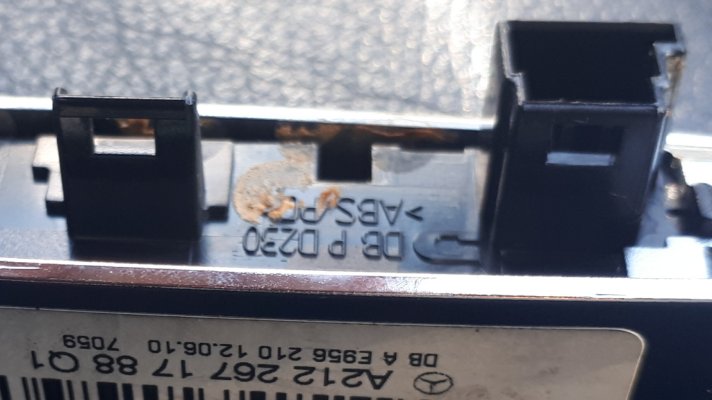 A212 267 17 88 Q1
DB A E956 210 12.06.10 7059
DB P D230
>ABS/PC